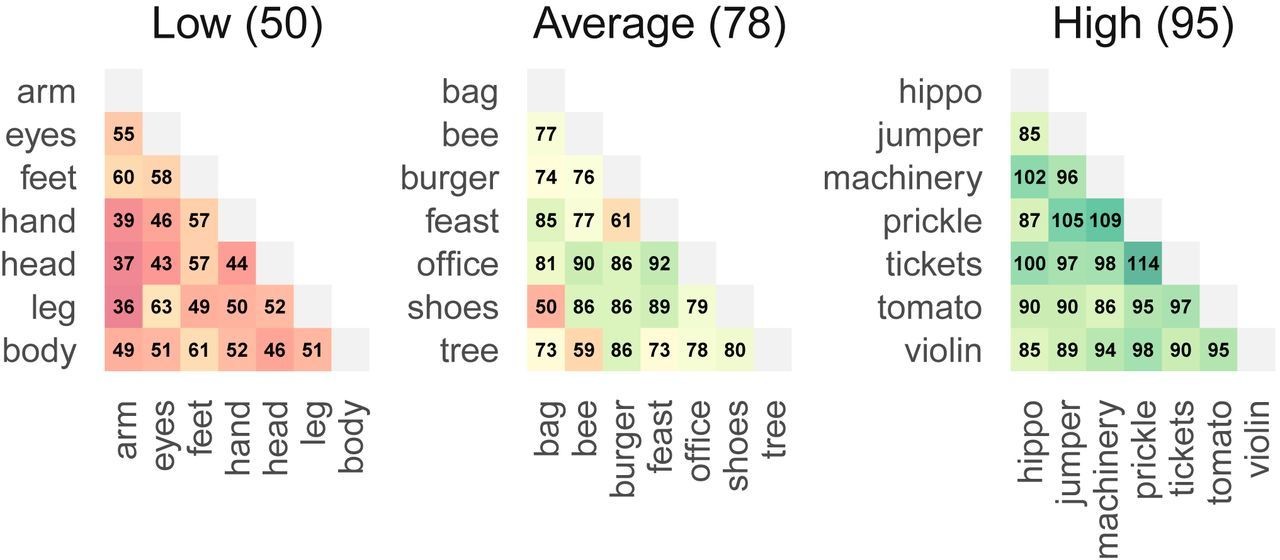 Low (50)
arm
eyes 55
feet 60 58
hand 39 46 57
head 37 43 57 44
leg 36 63 49 50 52
body 49 51 61 52 46 51
arm eyes feet hand head leg body
Average (78)
bag
bee 77
burger 74 76
feast 85 77 61
office 81 90 86 92
shoes 50 86 86 89 79
tree 73 59 86 73 78 80
bag bee burger feast office shoes tree
High (95)
hippo
jumper 85
machinery 102 96
prickle 87 105 109
tickets 100 97 98 114
tomato 90 90 86 95 97
violin 85 89 94 98 90 95
hippo jumper machinery prickle tickets tomato violin